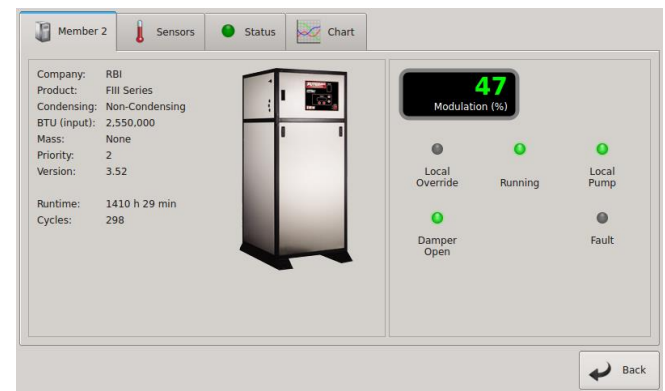 Member 2
Sensors
Status
Chart
Company: RBI
Product: FIII Series
Condensing: Non-Condensing
BTU (input): 2,550,000
Mass: None
Priority: 2
Version: 3.52
Runtime: 1410 h 29 min
Cycles: 298
47
Modulation (%)
Local
Override
Running
Local
Pump
Damper
Open
Fault
Back